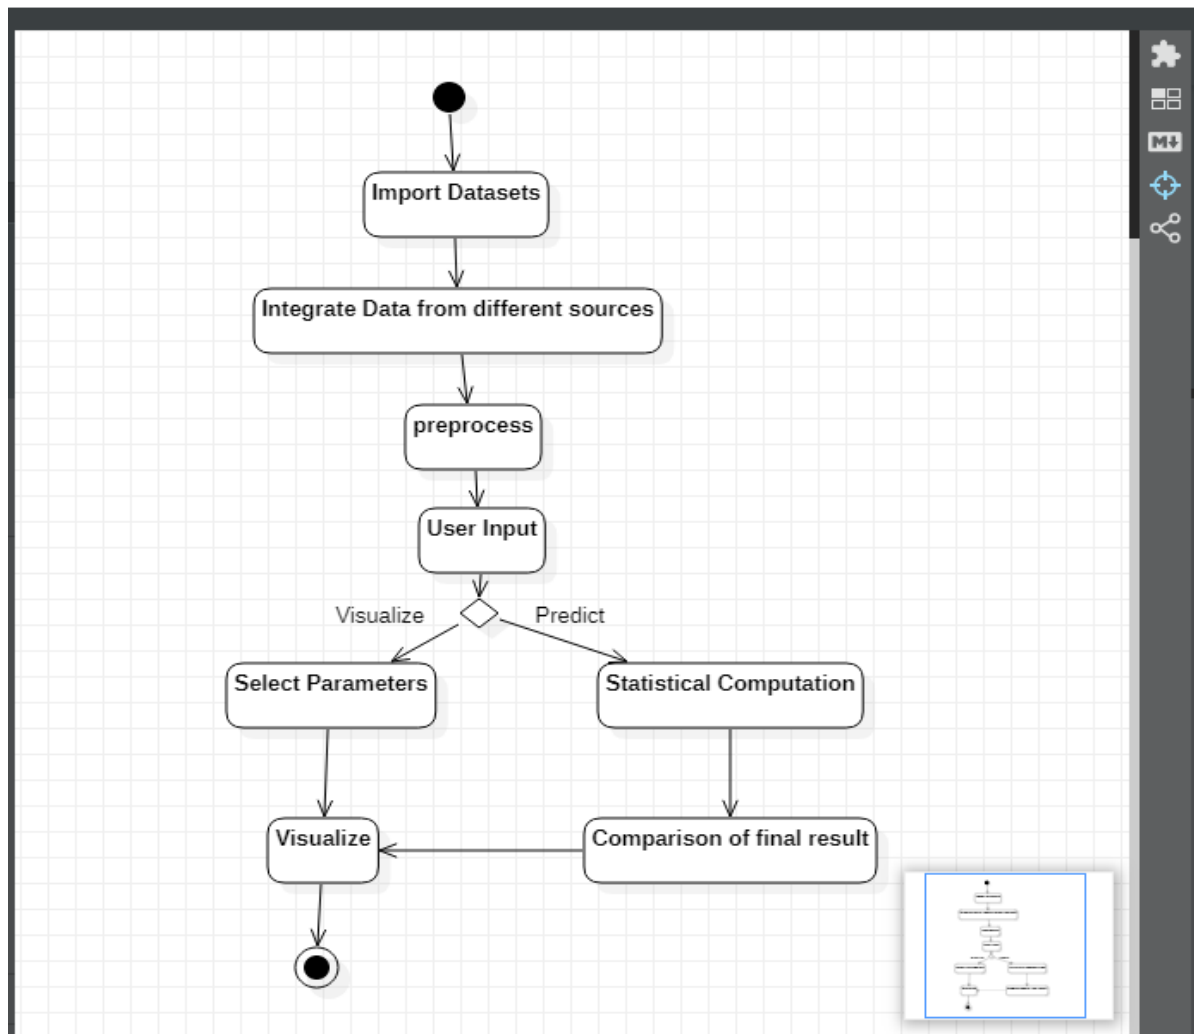 Import Datasets
Integrate Data from different sources
preprocess
User Input
Visualize
Predict
Select Parameters
Statistical Computation
Visualize
Comparison of final result
M